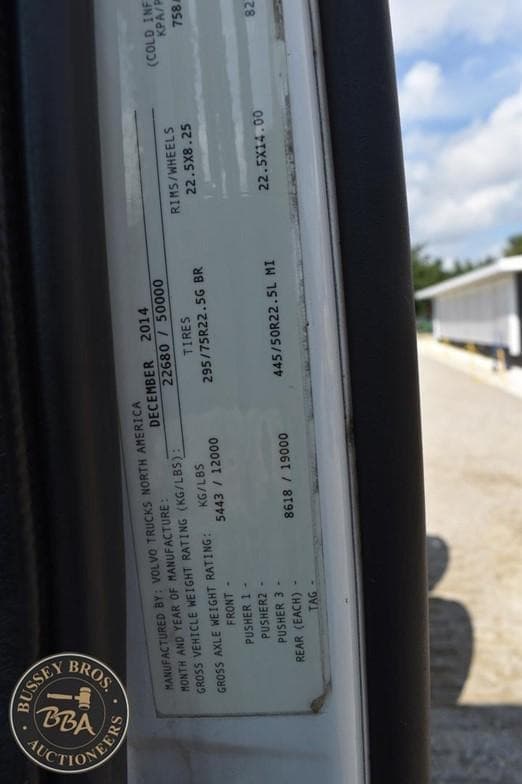 MANUFACTURED BY: VOLVO TRUCKS NORTH AMERICA
MONTH AND YEAR OF MANUFACTURE: DECEMBER 2014
GROSS VEHICLE WEIGHT RATING (KG/LBS): 22680 / 50000
GROSS AXLE WEIGHT RATING: KG/LBS TIRES RIMS/WHEELS (COLD INF KPA/P
FRONT - 5443 / 12000 295/75R22.5G BR 22.5X8.25 758/
PUSHER 1 -
PUSHER2 -
PUSHER 3 -
REAR (EACH) - 8618 / 19000 445/50R22.5L MI 22.5X14.00 82
TAG -
BUSSEY BROS.
BBA
AUCTIONEERS